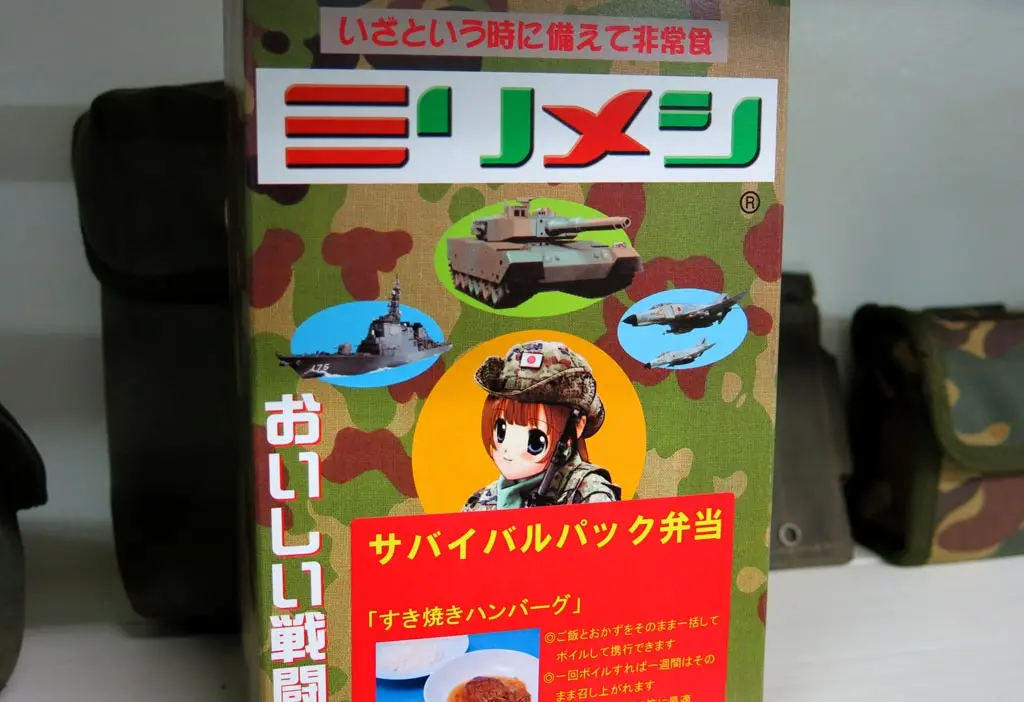 いざという時に備えて非常食
ミリメシ
®
175
おいしい戦闘
サバイバルパック弁当
「すき焼きハンバーグ」
◎ご飯とおかずをそのまま一括して
ボイルして携行できます
◎一回ボイルすれば一週間はその
まま召し上がれます
に最適